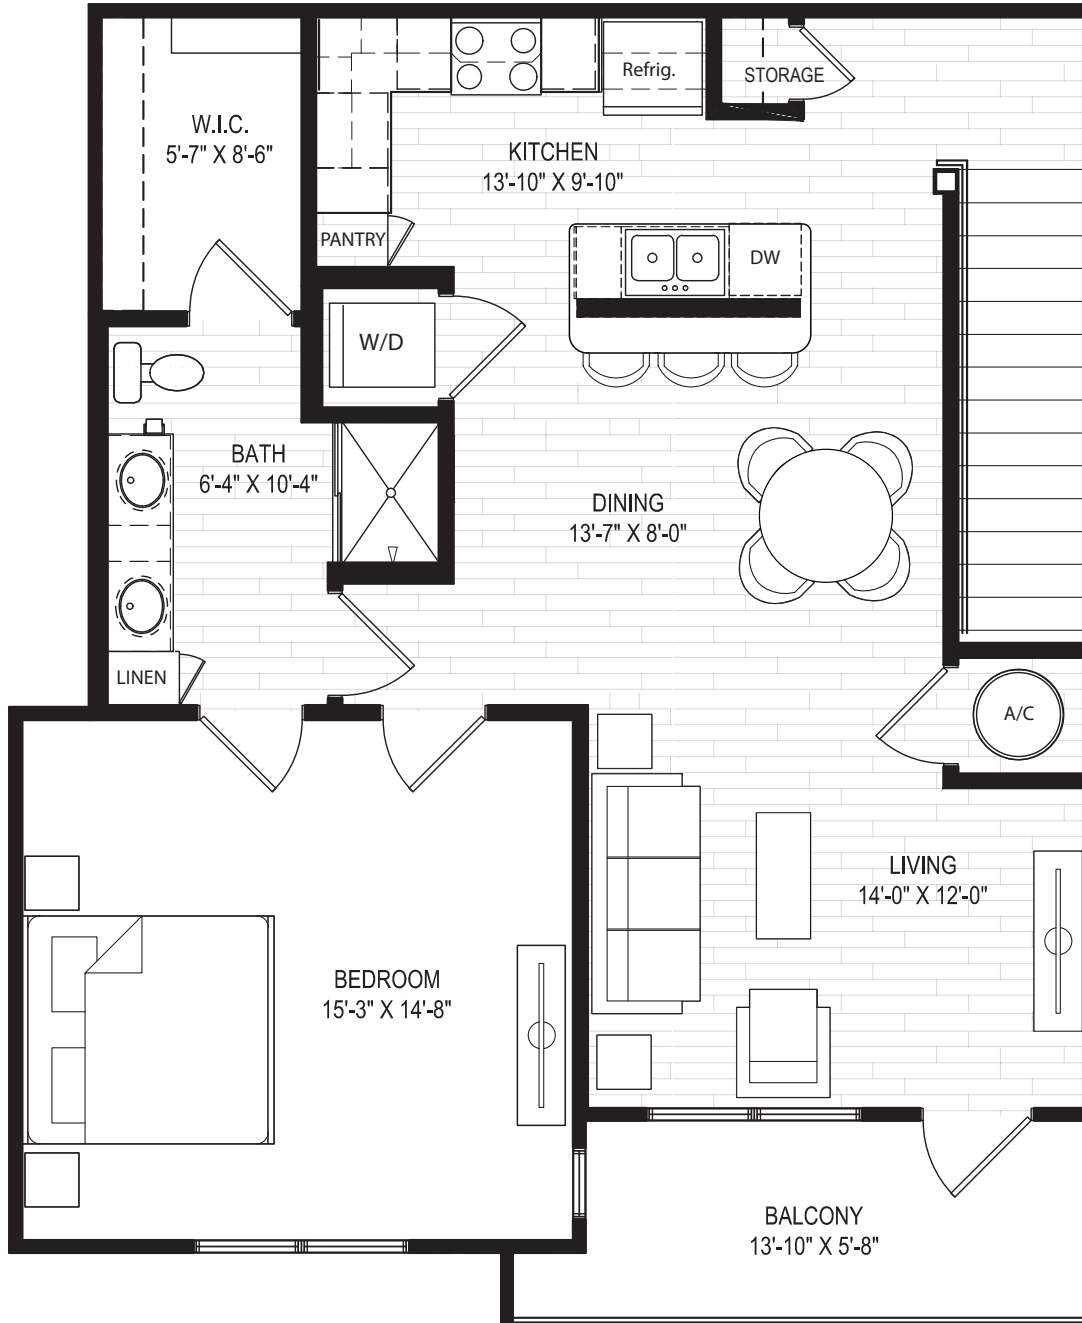 Refrig.
STORAGE
W.I.C.
5'-7" X 8'-6"
KITCHEN
13'-10" X 9'-10"
PANTRY
DW
W/D
BATH
6'-4" X 10'-4"
DINING
13'-7" X 8'-0"
LINEN
A/C
LIVING
14'-0" X 12'-0"
BEDROOM
15'-3" X 14'-8"
BALCONY
13'-10" X 5'-8"